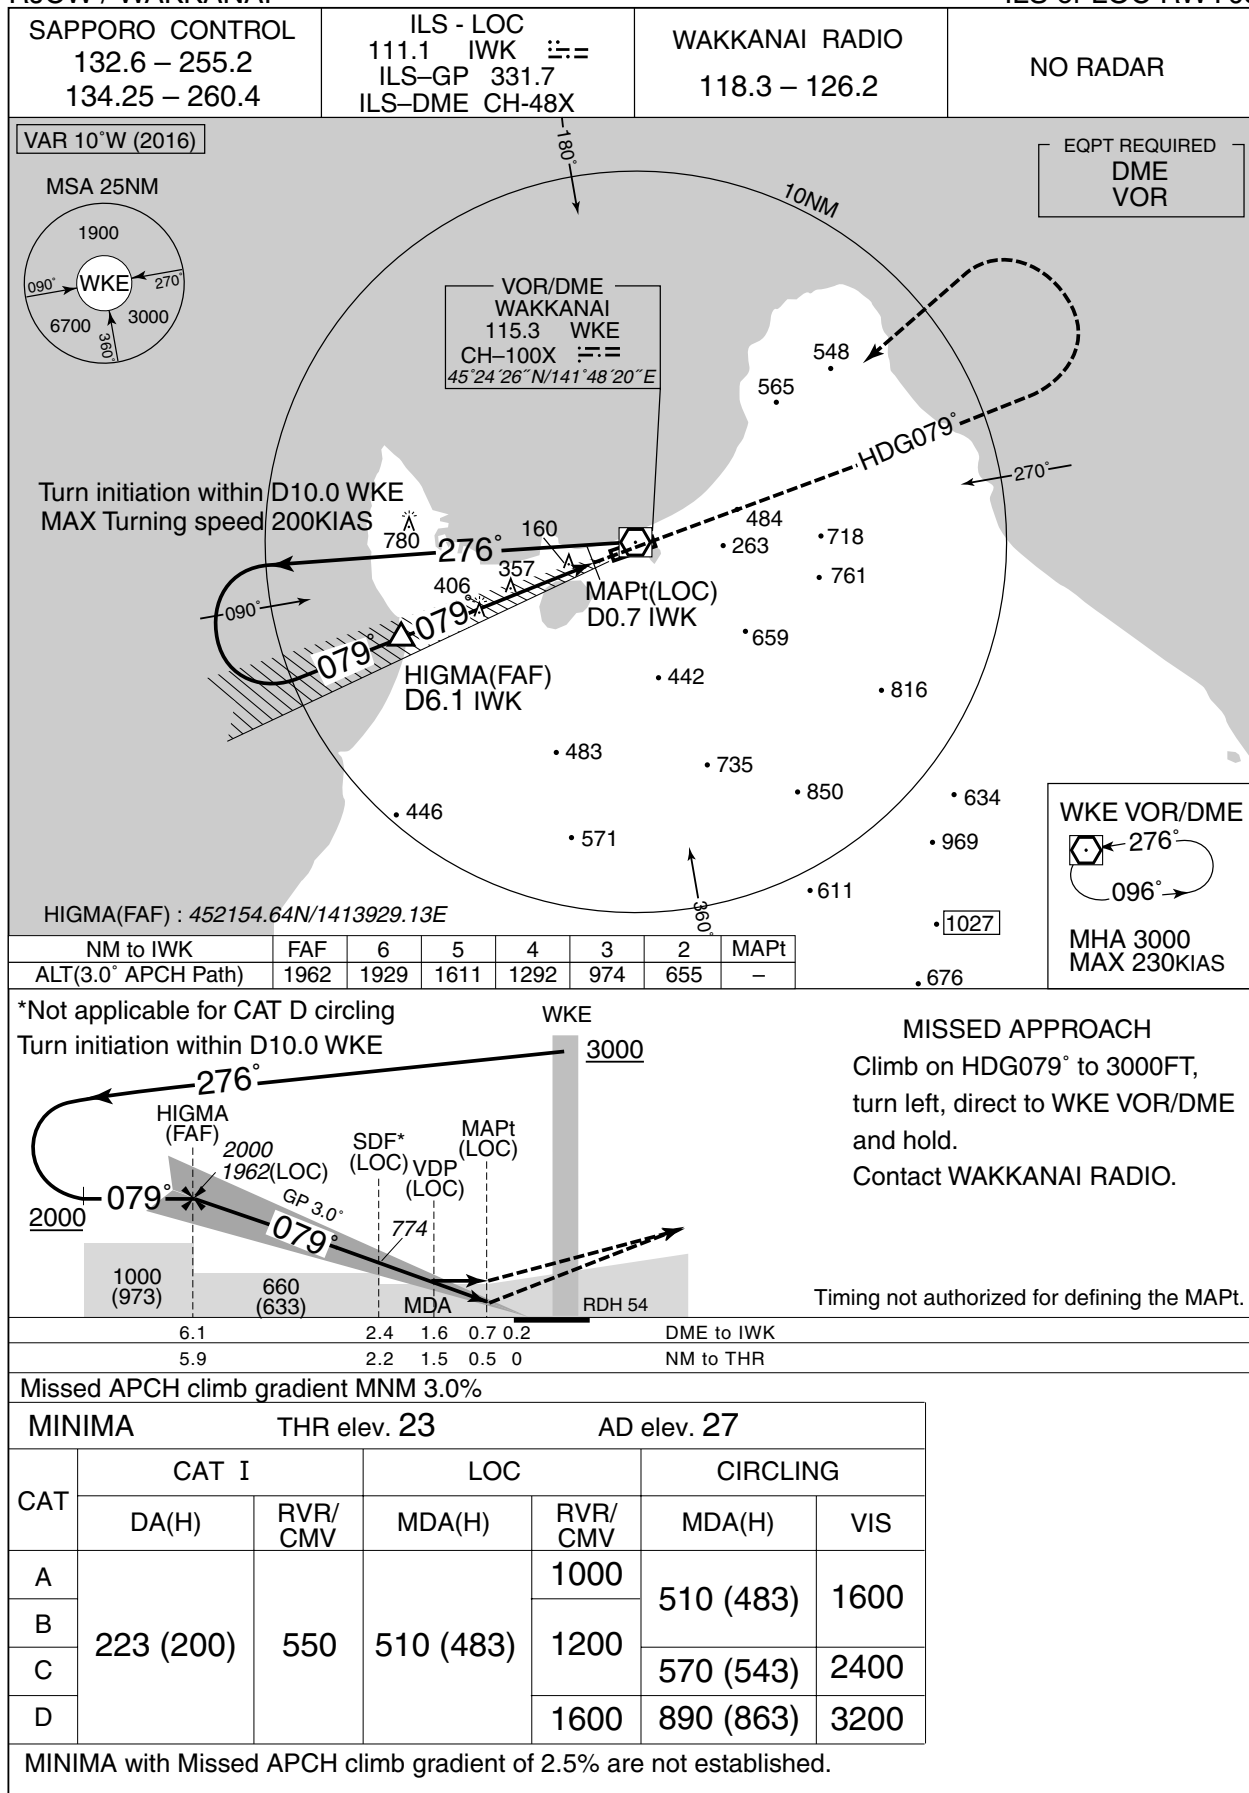 SAPPORO CONTROL
132.6 – 255.2
134.25 – 260.4
ILS - LOC
111.1 IWK
ILS–GP 331.7
ILS–DME CH-48X
WAKKANAI RADIO
118.3 – 126.2
NO RADAR
VAR 10°W (2016)
MSA 25NM
1900
090°
WKE
270°
6700
3000
360°
180°
10NM
EQPT REQUIRED
DME
VOR
VOR/DME
WAKKANAI
115.3 WKE
CH–100X
45°24′26″N/141°48′20″E
548
565
HDG079°
270°
Turn initiation within D10.0 WKE
MAX Turning speed 200KIAS
780
276°
160
484
263
718
357
761
406
MAPt(LOC)
D0.7 IWK
090°
079°
079°
659
HIGMA(FAF)
D6.1 IWK
442
816
483
735
850
634
446
571
969
611
360°
1027
676
WKE VOR/DME
276°
096°
MHA 3000
MAX 230KIAS
HIGMA(FAF) : 452154.64N/1413929.13E
NM to IWK FAF 6 5 4 3 2 MAPt
ALT(3.0° APCH Path) 1962 1929 1611 1292 974 655 –
*Not applicable for CAT D circling
Turn initiation within D10.0 WKE
WKE
3000
276°
HIGMA
(FAF)
2000
1962(LOC)
SDF*
(LOC)
VDP
(LOC)
MAPt
(LOC)
079°
2000
GP 3.0°
079°
774
1000
(973)
660
(633)
MDA
RDH 54
MISSED APPROACH
Climb on HDG079° to 3000FT,
turn left, direct to WKE VOR/DME
and hold.
Contact WAKKANAI RADIO.
Timing not authorized for defining the MAPt.
6.1 2.4 1.6 0.7 0.2 DME to IWK
5.9 2.2 1.5 0.5 0 NM to THR
Missed APCH climb gradient MNM 3.0%
MINIMA THR elev. 23 AD elev. 27
CAT
CAT I LOC CIRCLING
DA(H) RVR/CMV MDA(H) RVR/CMV MDA(H) VIS
A
B
C
D
223 (200) 550 510 (483)
1000
1200
1600
510 (483) 1600
570 (543) 2400
890 (863) 3200
MINIMA with Missed APCH climb gradient of 2.5% are not established.